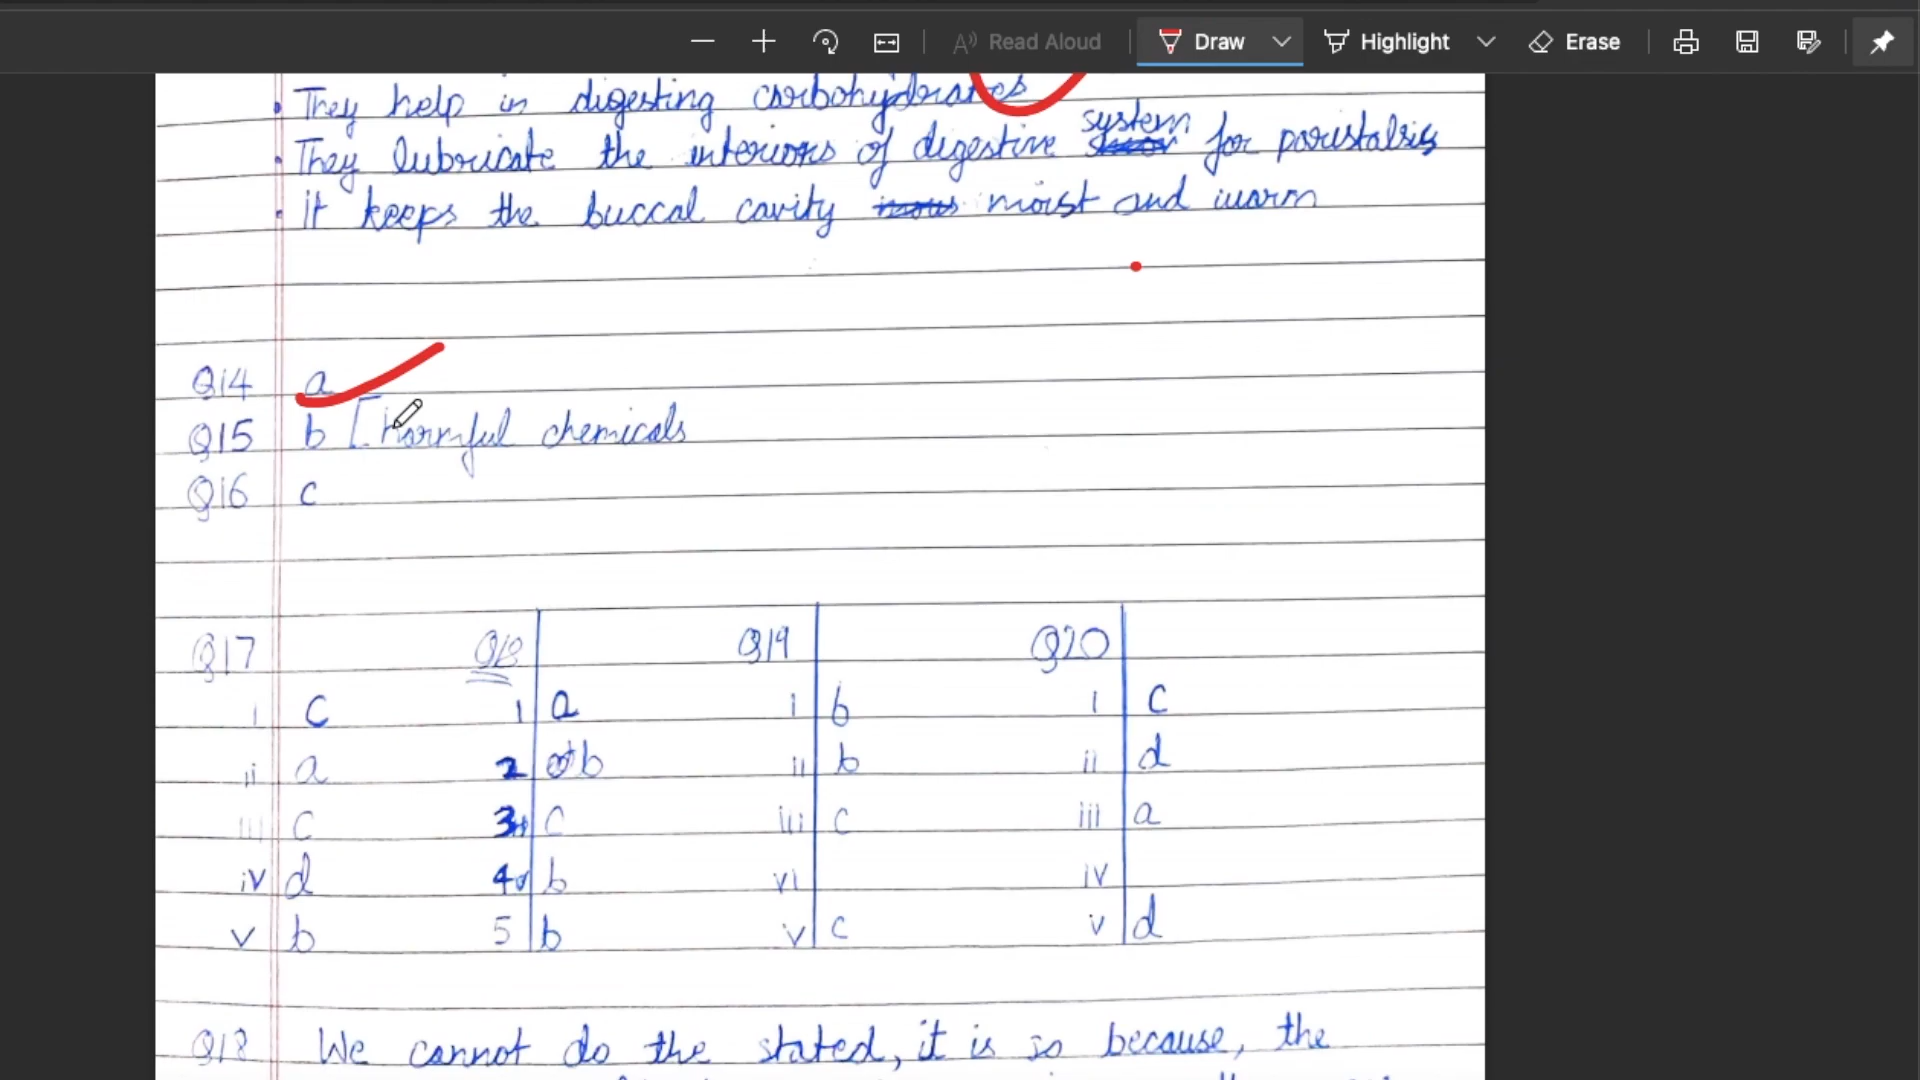 Read Aloud Draw Highlight Erase
• They help in digesting carbohydrates
• They lubricate the interiors of digestive system for paristalsis
• it keeps the buccal cavity moist and warm
Q14 a
Q15 b [Harmful chemicals
Q16 c
Q17 Q18 Q19 Q20
i c 1 a i b i c
ii a 2 b ii b ii d
iii c 3 c iii c iii a
iv d 4 b vi iv
v b 5 b v c v d
Q18 We cannot do the stated, it is so because, the